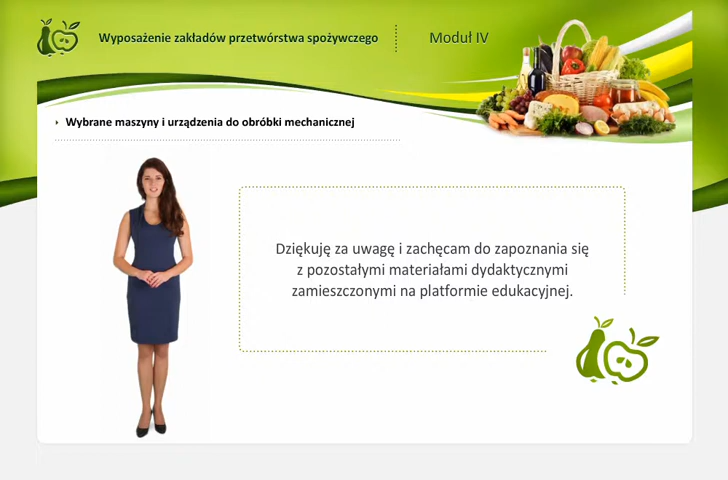 Wyposażenie zakładów przetwórstwa spożywczego
Moduł IV
Wybrane maszyny i urządzenia do obróbki mechanicznej
Dziękuję za uwagę i zachęcam do zapoznania się
z pozostałymi materiałami dydaktycznymi
zamieszczonymi na platformie edukacyjnej.